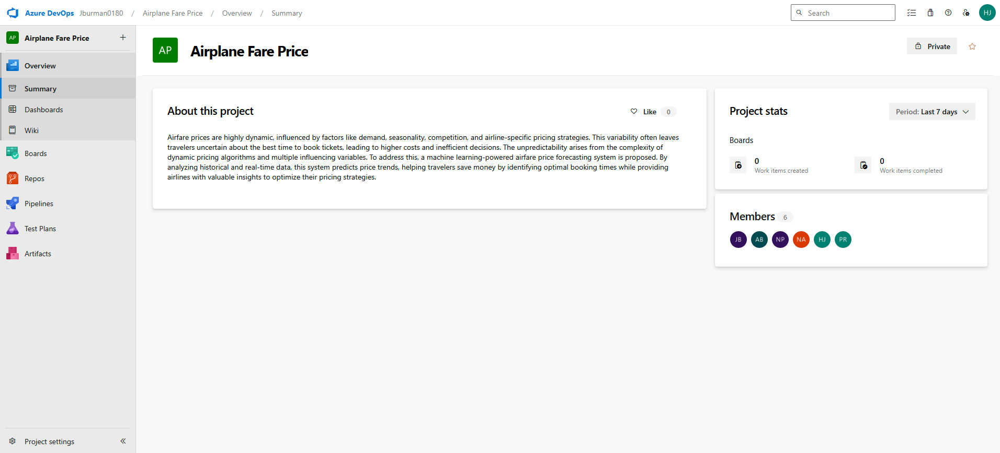 Azure DevOps Jburman0180 / Airplane Fare Price / Overview / Summary
Search
HJ
AP Airplane Fare Price +
Overview
Summary
Dashboards
Wiki
Boards
Repos
Pipelines
Test Plans
Artifacts
Project settings
AP Airplane Fare Price
Private
About this project
Like 0
Airfare prices are highly dynamic, influenced by factors like demand, seasonality, competition, and airline-specific pricing strategies. This variability often leaves
travelers uncertain about the best time to book tickets, leading to higher costs and inefficient decisions. The unpredictability arises from the complexity of
dynamic pricing algorithms and multiple influencing variables. To address this, a machine learning-powered airfare price forecasting system is proposed. By
analyzing historical and real-time data, this system predicts price trends, helping travelers save money by identifying optimal booking times while providing
airlines with valuable insights to optimize their pricing strategies.
Project stats
Period: Last 7 days
Boards
0
Work items created
0
Work items completed
Members 6
JB AB NP NA HJ PR